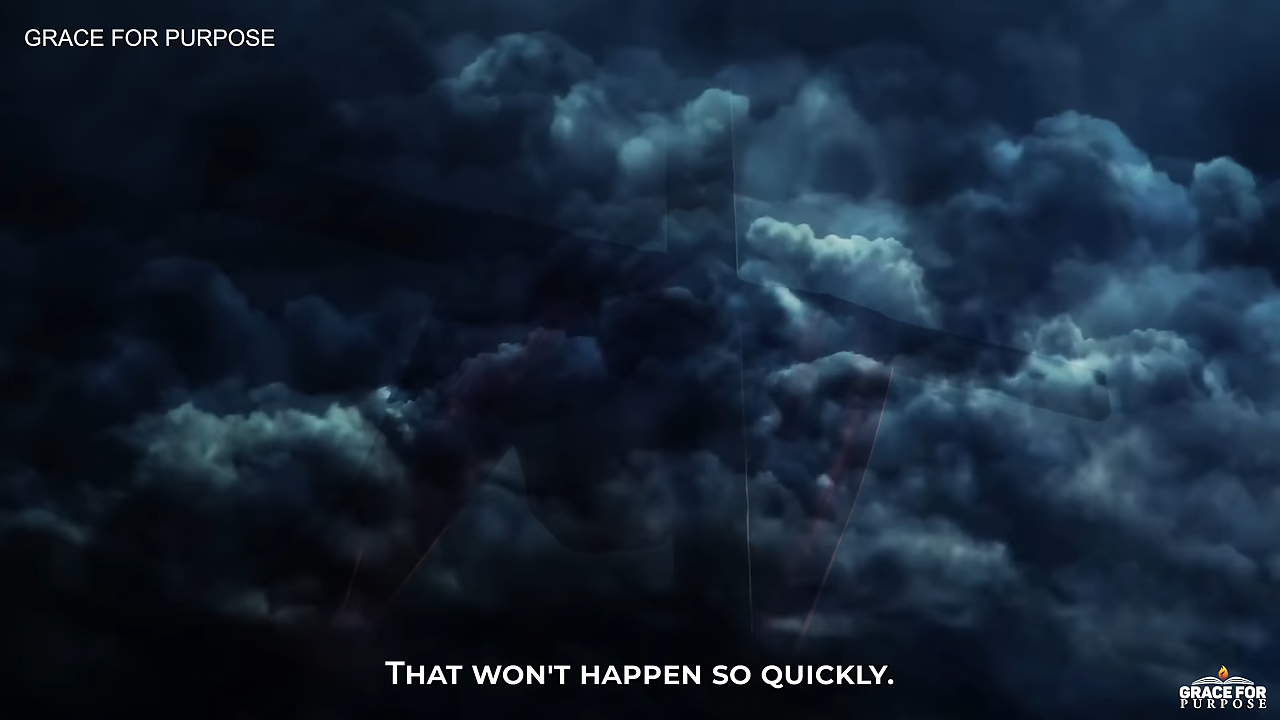 GRACE FOR PURPOSE
THAT WON'T HAPPEN SO QUICKLY.
GRACE FOR
PURPOSE